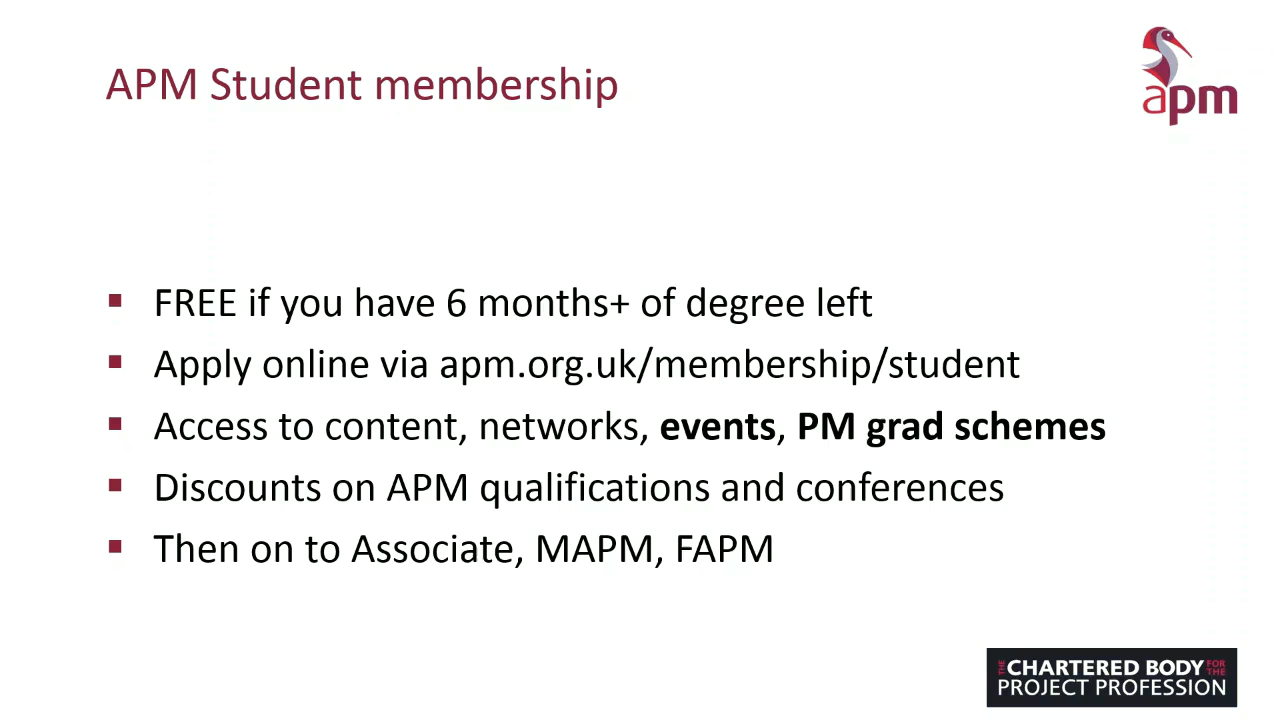 APM Student membership
apm
▪ FREE if you have 6 months+ of degree left
▪ Apply online via apm.org.uk/membership/student
▪ Access to content, networks, events, PM grad schemes
▪ Discounts on APM qualifications and conferences
▪ Then on to Associate, MAPM, FAPM
THE CHARTERED BODY FOR THE
PROJECT PROFESSION